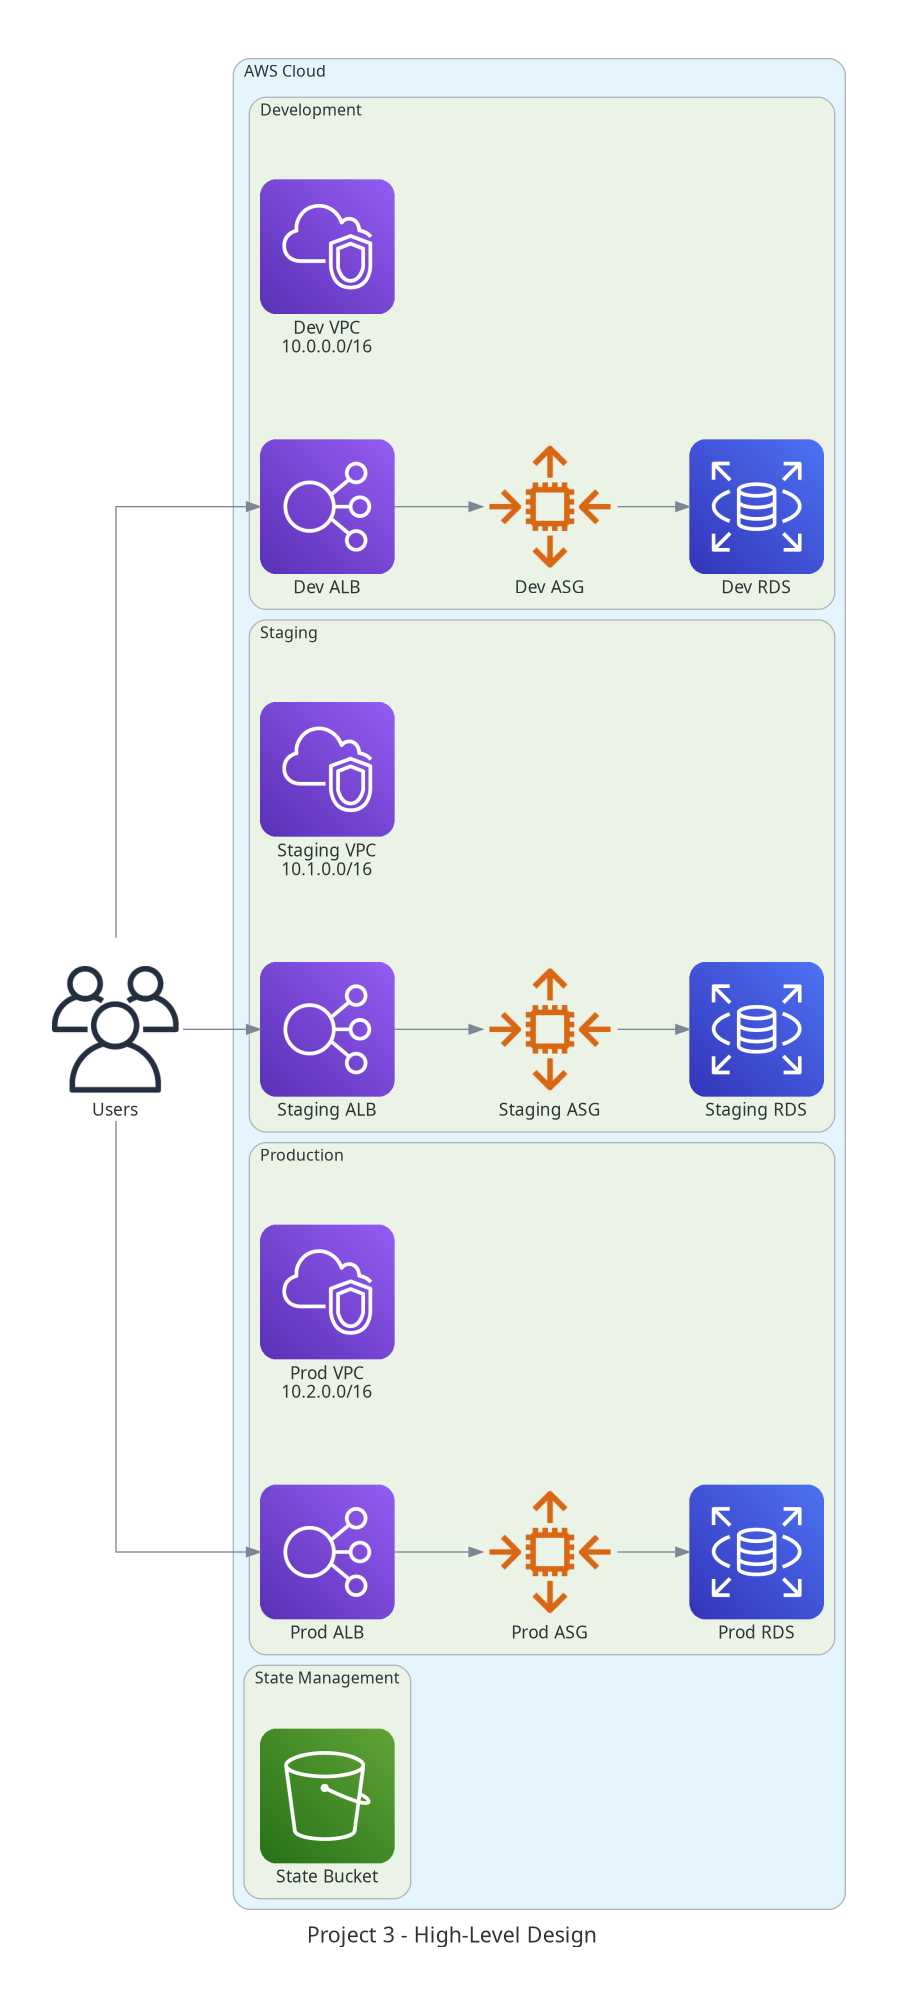 AWS Cloud
Development
Dev VPC
10.0.0.0/16
Dev ALB
Dev ASG
Dev RDS
Staging
Staging VPC
10.1.0.0/16
Users
Staging ALB
Staging ASG
Staging RDS
Production
Prod VPC
10.2.0.0/16
Prod ALB
Prod ASG
Prod RDS
State Management
State Bucket
Project 3 - High-Level Design